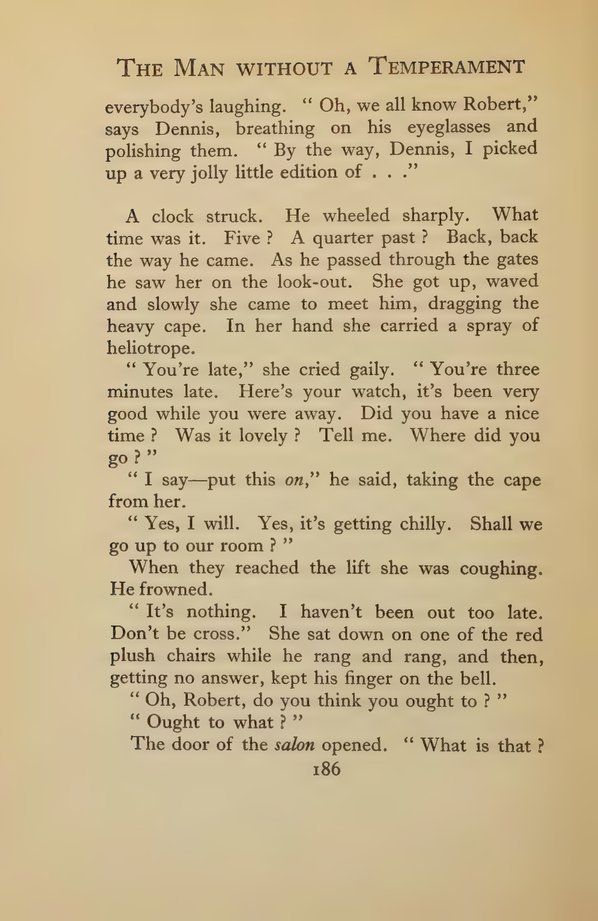 THE MAN WITHOUT A TEMPERAMENT
everybody's laughing. “ Oh, we all know Robert,”
says Dennis, breathing on his eyeglasses and
polishing them. “ By the way, Dennis, I picked
up a very jolly little edition of . . .”
A clock struck. He wheeled sharply. What
time was it. Five ? A quarter past ? Back, back
the way he came. As he passed through the gates
he saw her on the look-out. She got up, waved
and slowly she came to meet him, dragging the
heavy cape. In her hand she carried a spray of
heliotrope.
“ You're late,” she cried gaily. “ You're three
minutes late. Here's your watch, it's been very
good while you were away. Did you have a nice
time ? Was it lovely ? Tell me. Where did you
go ? ”
“ I say—put this on,” he said, taking the cape
from her.
“ Yes, I will. Yes, it's getting chilly. Shall we
go up to our room ? ”
When they reached the lift she was coughing.
He frowned.
“ It's nothing. I haven't been out too late.
Don't be cross.” She sat down on one of the red
plush chairs while he rang and rang, and then,
getting no answer, kept his finger on the bell.
“ Oh, Robert, do you think you ought to ? ”
“ Ought to what ? ”
The door of the salon opened. “ What is that ?
186